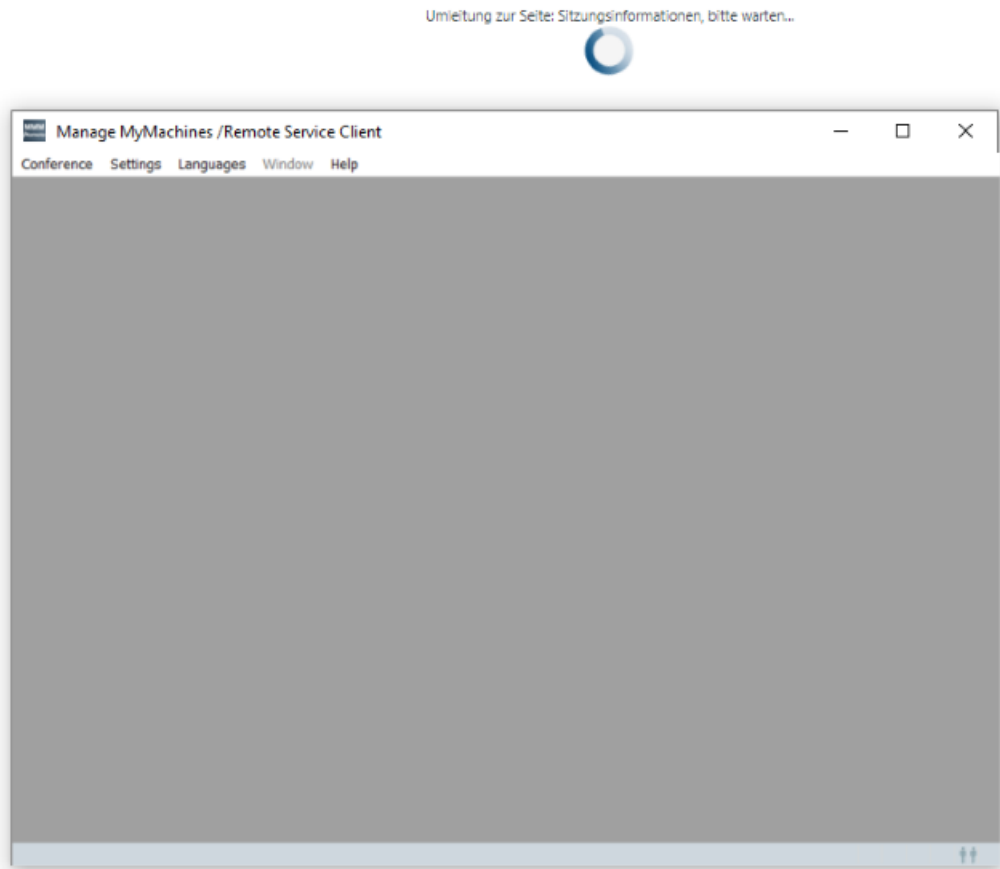 Umleitung zur Seite: Sitzungsinformationen, bitte warten...
Manage MyMachines /Remote Service Client
Conference Settings Languages Window Help